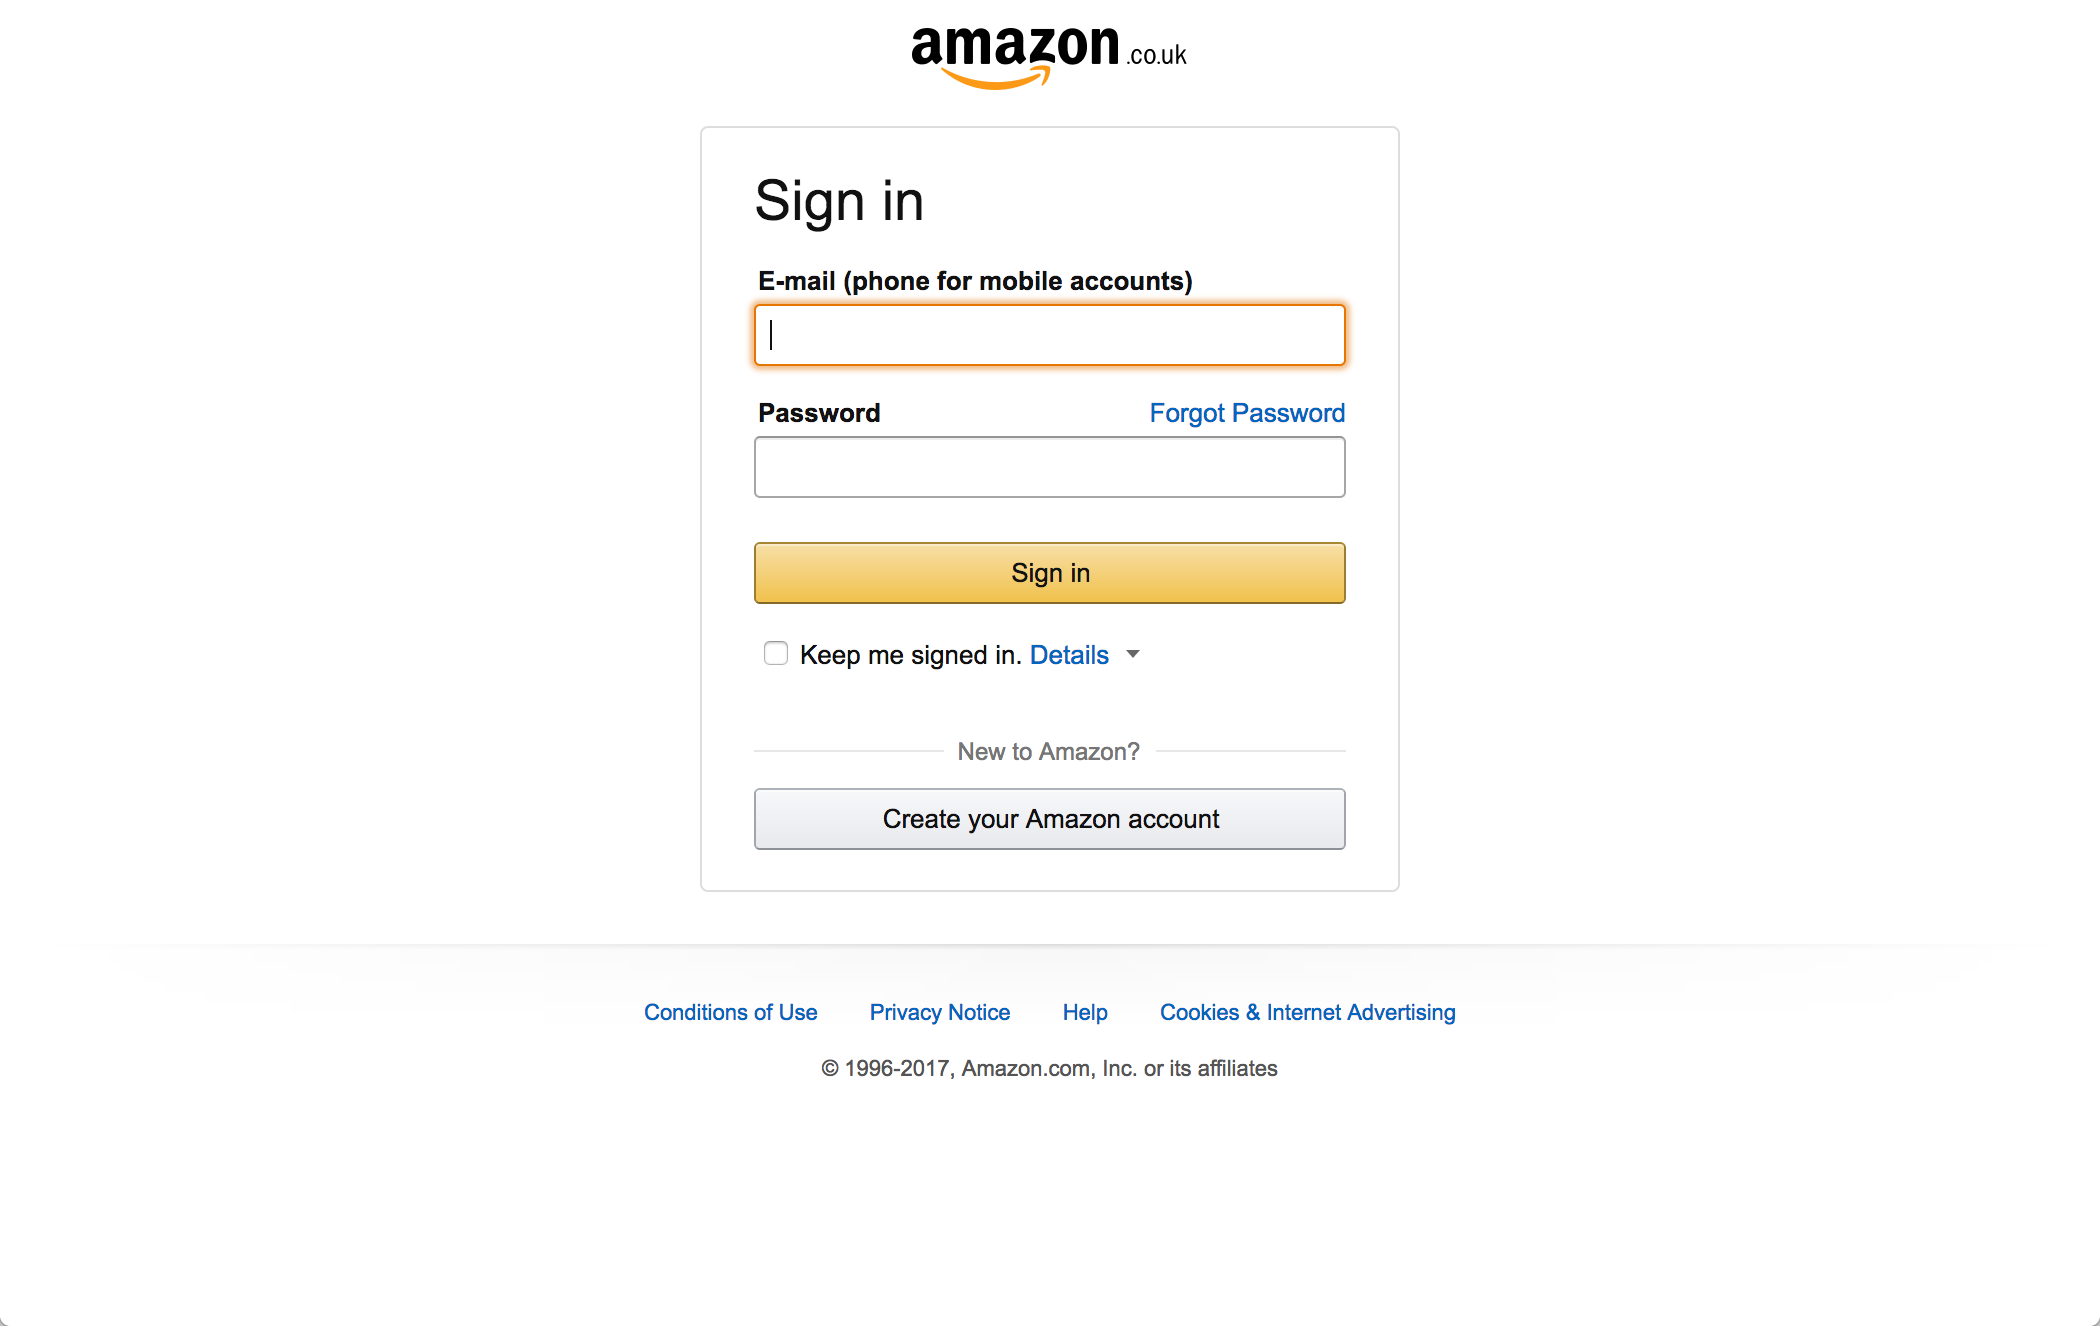 amazon.co.uk
Sign in
E-mail (phone for mobile accounts)
Password Forgot Password
Sign in
Keep me signed in. Details
New to Amazon?
Create your Amazon account
Conditions of Use Privacy Notice Help Cookies & Internet Advertising
© 1996-2017, Amazon.com, Inc. or its affiliates